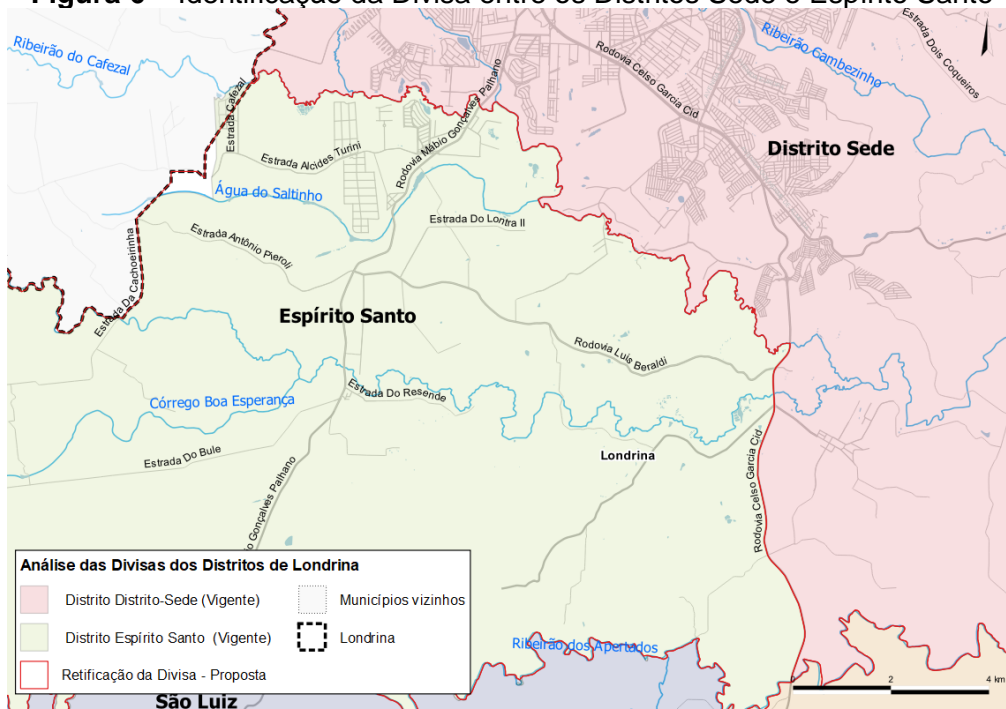 Ribeirão do Cafezal
Rodovia Celso Garcia Cid
Ribeirão Cambezinho
Estrada Dois Coqueiros
Estrada Cafezal
Estrada Alcides Turini
Rodovia Mábio Gonçalves Palhano
Distrito Sede
Água do Saltinho
Estrada Do Lontra II
Estrada Antônio Pieroli
Estrada Da Cachoeirinha
Espírito Santo
Rodovia Luis Beraldi
Estrada Do Resende
Córrego Boa Esperança
Estrada Do Bule
Londrina
Rodovia Celso Garcia Cid
Gonçalves Palhano
Análise das Divisas dos Distritos de Londrina
Distrito Distrito-Sede (Vigente)
Municípios vizinhos
Distrito Espírito Santo (Vigente)
Londrina
Retificação da Divisa - Proposta
Ribeirão dos Apertados
São Luiz
0 2 4 km